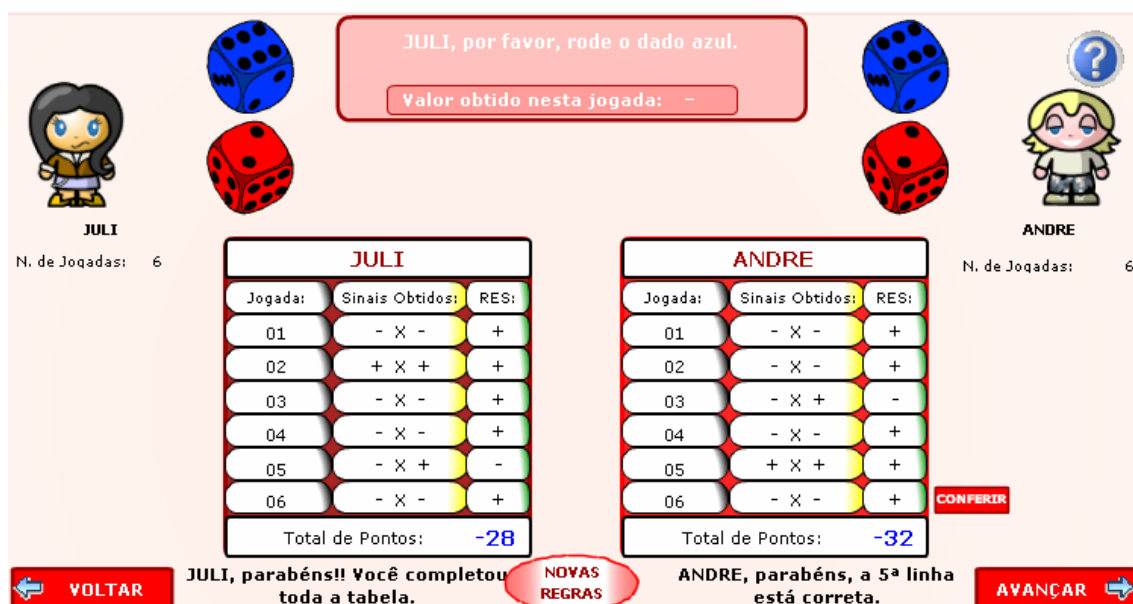 JULI, por favor, rode o dado azul.
Valor obtido nesta jogada: -
JULI
N. de Jogadas: 6
ANDRE
N. de Jogadas: 6
JULI
Jogada: Sinais Obtidos: RES:
01 - X - +
02 + X + +
03 - X - +
04 - X - +
05 - X + -
06 - X - +
Total de Pontos: -28
ANDRE
Jogada: Sinais Obtidos: RES:
01 - X - +
02 - X - +
03 - X + -
04 - X - +
05 + X + +
06 - X - +
Total de Pontos: -32
CONFERIR
VOLTAR
JULI, parabéns!! Você completou
toda a tabela.
NOVAS
REGRAS
ANDRE, parabéns, a 5ª linha
está correta.
AVANÇAR
?